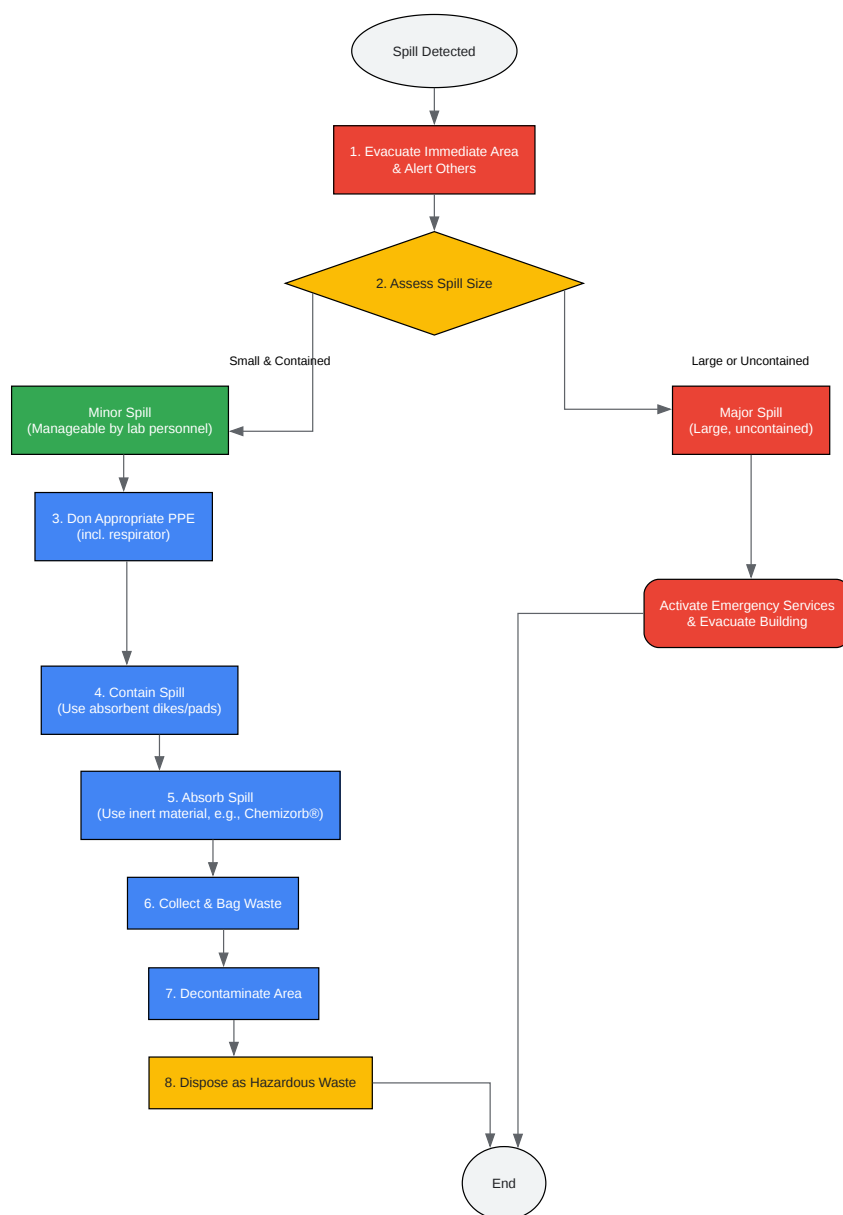 Spill Detected
1. Evacuate Immediate Area
& Alert Others
2. Assess Spill Size
Small & Contained
Large or Uncontained
Minor Spill
(Manageable by lab personnel)
Major Spill
(Large, uncontained)
3. Don Appropriate PPE
(incl. respirator)
Activate Emergency Services
& Evacuate Building
4. Contain Spill
(Use absorbent dikes/pads)
5. Absorb Spill
(Use inert material, e.g., Chemizorb®)
6. Collect & Bag Waste
7. Decontaminate Area
8. Dispose as Hazardous Waste
End